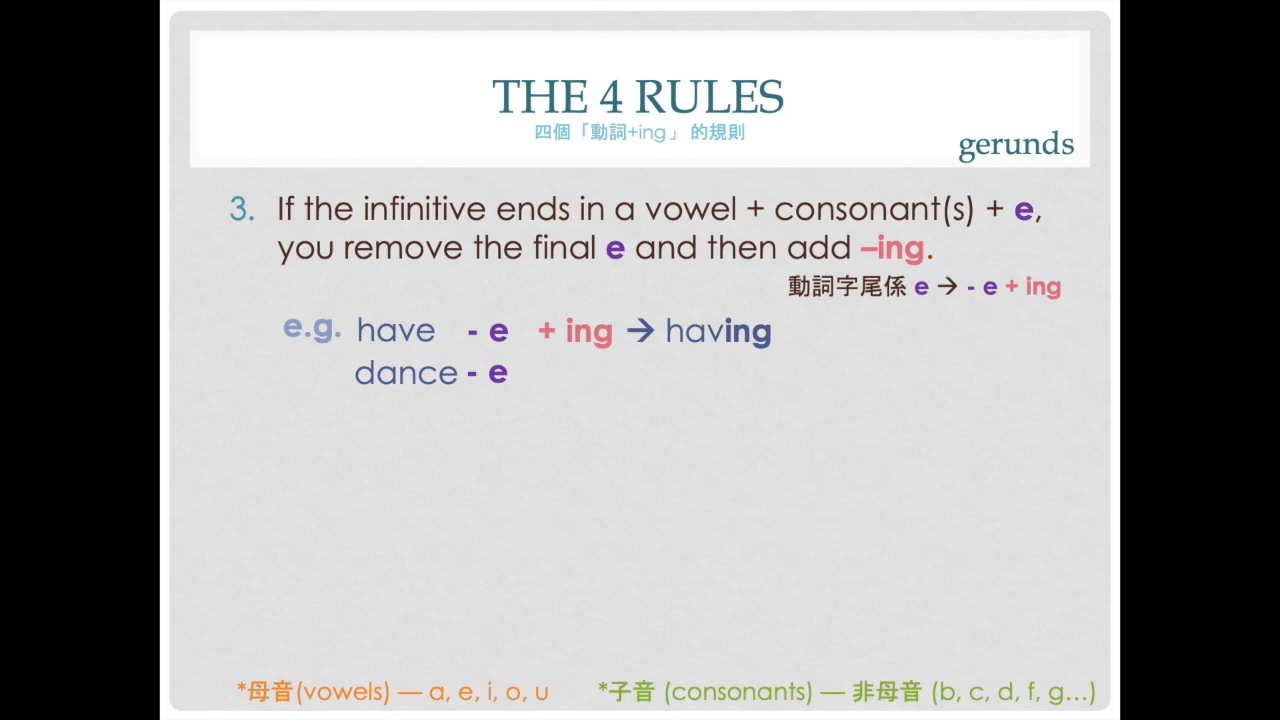 THE 4 RULES
四個「動詞+ing」 的規則
gerunds
3. If the infinitive ends in a vowel + consonant(s) + e,
you remove the final e and then add –ing.
動詞字尾係 e → - e + ing
e.g. have - e + ing → having
dance - e
*母音(vowels) — a, e, i, o, u
*子音 (consonants) — 非母音 (b, c, d, f, g...)